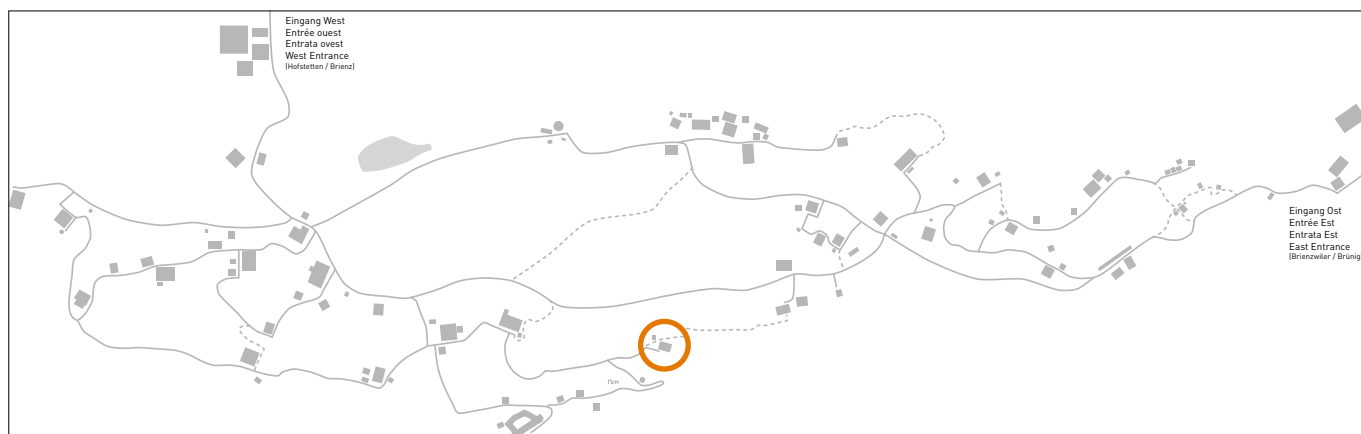 Eingang West
Entrée ouest
Entrata ovest
West Entrance
(Hofstetten / Brienz)
Eingang Ost
Entrée Est
Entrata Est
East Entrance
(Brienzwiler / Brünig)